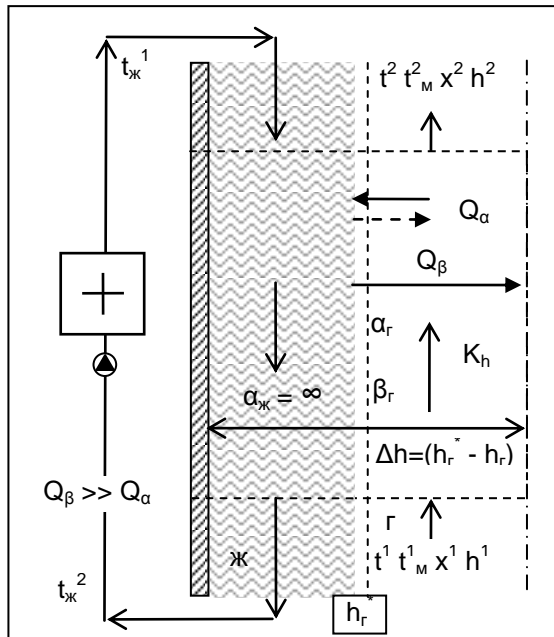 tж¹
t² t²м x² h²
Qα
Qβ
αг
Kh
αж = ∞
βг
Δh=(hг* - hг)
Qβ >> Qα
г
ж
t¹ t¹м x¹ h¹
tж²
hг*